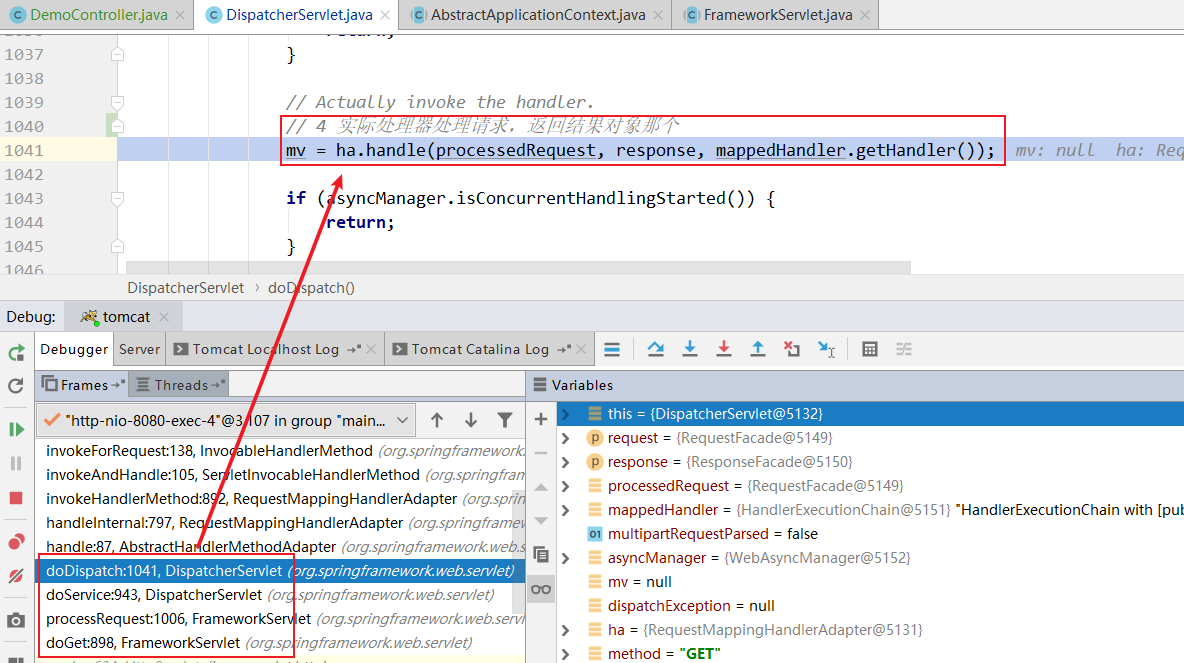 DemoController.java
DispatcherServlet.java
AbstractApplicationContext.java
FrameworkServlet.java
1037 }
1038
1039 // Actually invoke the handler.
1040 // 4 实际处理器处理请求，返回结果对象那个
1041 mv = ha.handle(processedRequest, response, mappedHandler.getHandler()); mv: null ha: Req
1042
1043 if (asyncManager.isConcurrentHandlingStarted()) {
1044 return;
1045 }
1046
DispatcherServlet › doDispatch()
Debug: tomcat
Debugger Server Tomcat Localhost Log Tomcat Catalina Log
Frames Threads
"http-nio-8080-exec-4"@3,107 in group "main...
invokeForRequest:138, InvocableHandlerMethod (org.springframework.
invokeAndHandle:105, ServletInvocableHandlerMethod (org.springfram
invokeHandlerMethod:892, RequestMappingHandlerAdapter (org.sprin
handleInternal:797, RequestMappingHandlerAdapter (org.springframew
handle:87, AbstractHandlerMethodAdapter (org.springframework.web.s
doDispatch:1041, DispatcherServlet (org.springframework.web.servlet)
doService:943, DispatcherServlet (org.springframework.web.servlet)
processRequest:1006, FrameworkServlet (org.springframework.web.servl
doGet:898, FrameworkServlet (org.springframework.web.servlet)
Variables
this = {DispatcherServlet@5132}
request = {RequestFacade@5149}
response = {ResponseFacade@5150}
processedRequest = {RequestFacade@5149}
mappedHandler = {HandlerExecutionChain@5151} "HandlerExecutionChain with [pub
multipartRequestParsed = false
asyncManager = {WebAsyncManager@5152}
mv = null
dispatchException = null
ha = {RequestMappingHandlerAdapter@5131}
method = "GET"